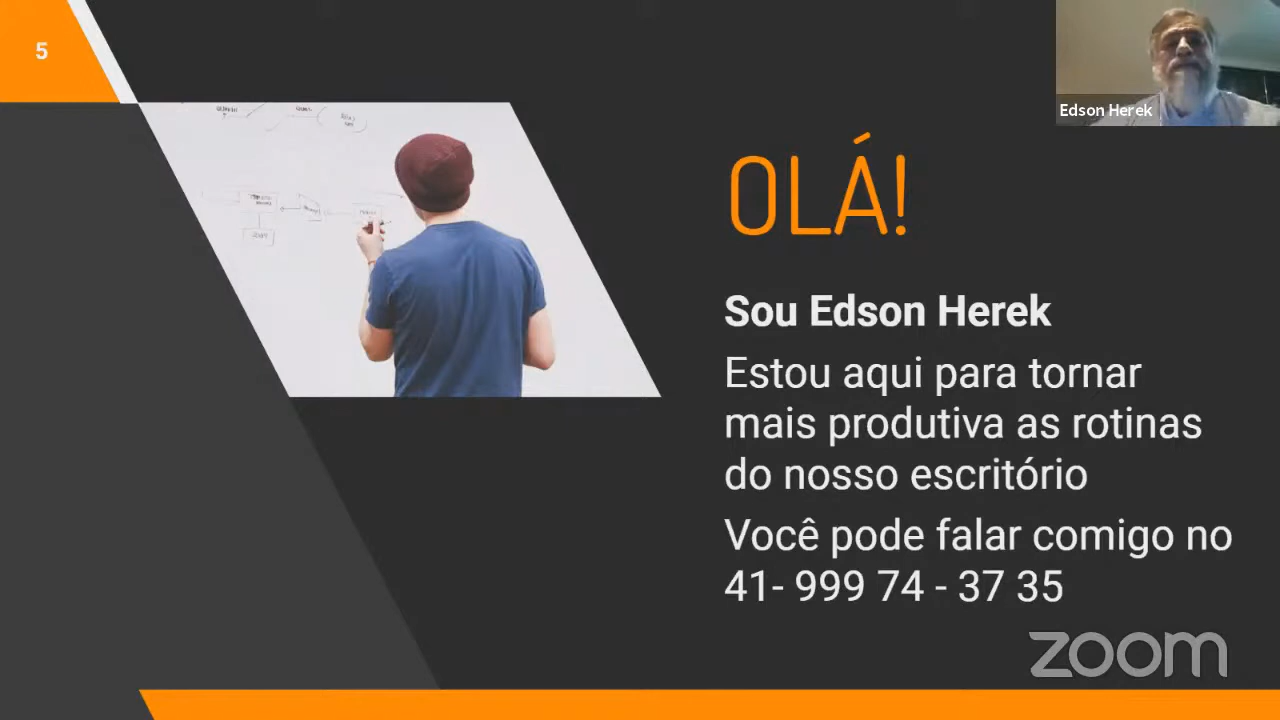 5
Edson Herek
OLÁ!
Sou Edson Herek
Estou aqui para tornar
mais produtiva as rotinas
do nosso escritório
Você pode falar comigo no
41- 999 74 - 37 35
zoom